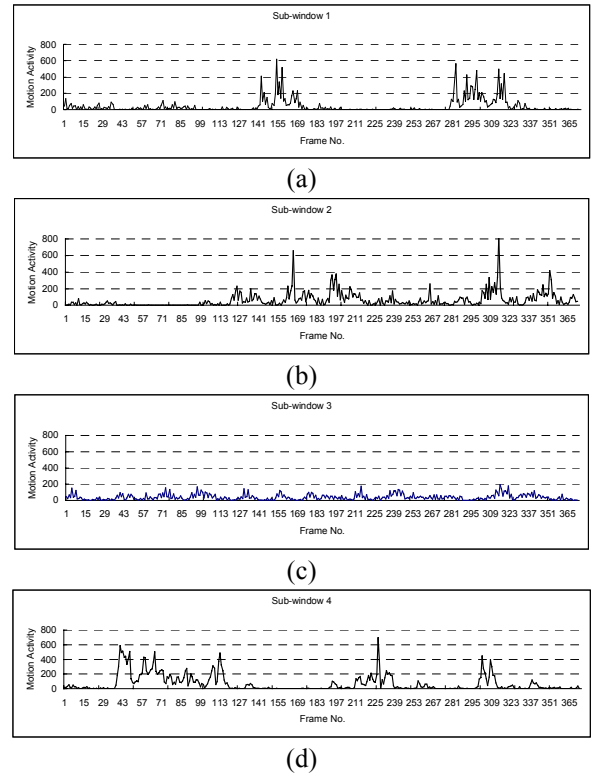 Sub-window 1
800
600
400
200
0
Motion Activity
1 15 29 43 57 71 85 99 113 127 141 155 169 183 197 211 225 239 253 267 281 295 309 323 337 351 365
Frame No.
(a)
Sub-window 2
800
600
400
200
0
Motion Activity
1 15 29 43 57 71 85 99 113 127 141 155 169 183 197 211 225 239 253 267 281 295 309 323 337 351 365
Frame No.
(b)
Sub-window 3
800
600
400
200
0
Motion Activity
1 15 29 43 57 71 85 99 113 127 141 155 169 183 197 211 225 239 253 267 281 295 309 323 337 351 365
Frame No.
(c)
Sub-window 4
800
600
400
200
0
Motion Activity
1 15 29 43 57 71 85 99 113 127 141 155 169 183 197 211 225 239 253 267 281 295 309 323 337 351 365
Frame No.
(d)